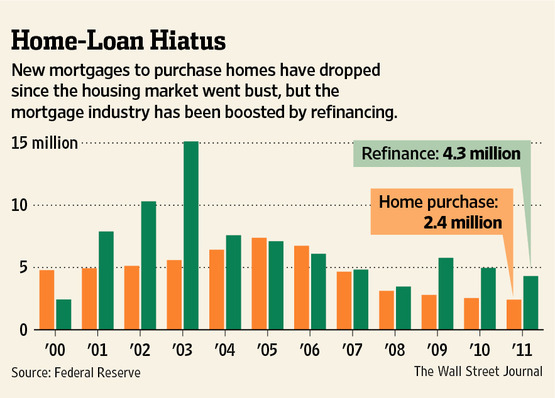 Home-Loan Hiatus
New mortgages to purchase homes have dropped
since the housing market went bust, but the
mortgage industry has been boosted by refinancing.
15 million
Refinance: 4.3 million
Home purchase:
2.4 million
10
5
0
’00 ’01 ’02 ’03 ’04 ’05 ’06 ’07 ’08 ’09 ’10 ’11
Source: Federal Reserve
The Wall Street Journal